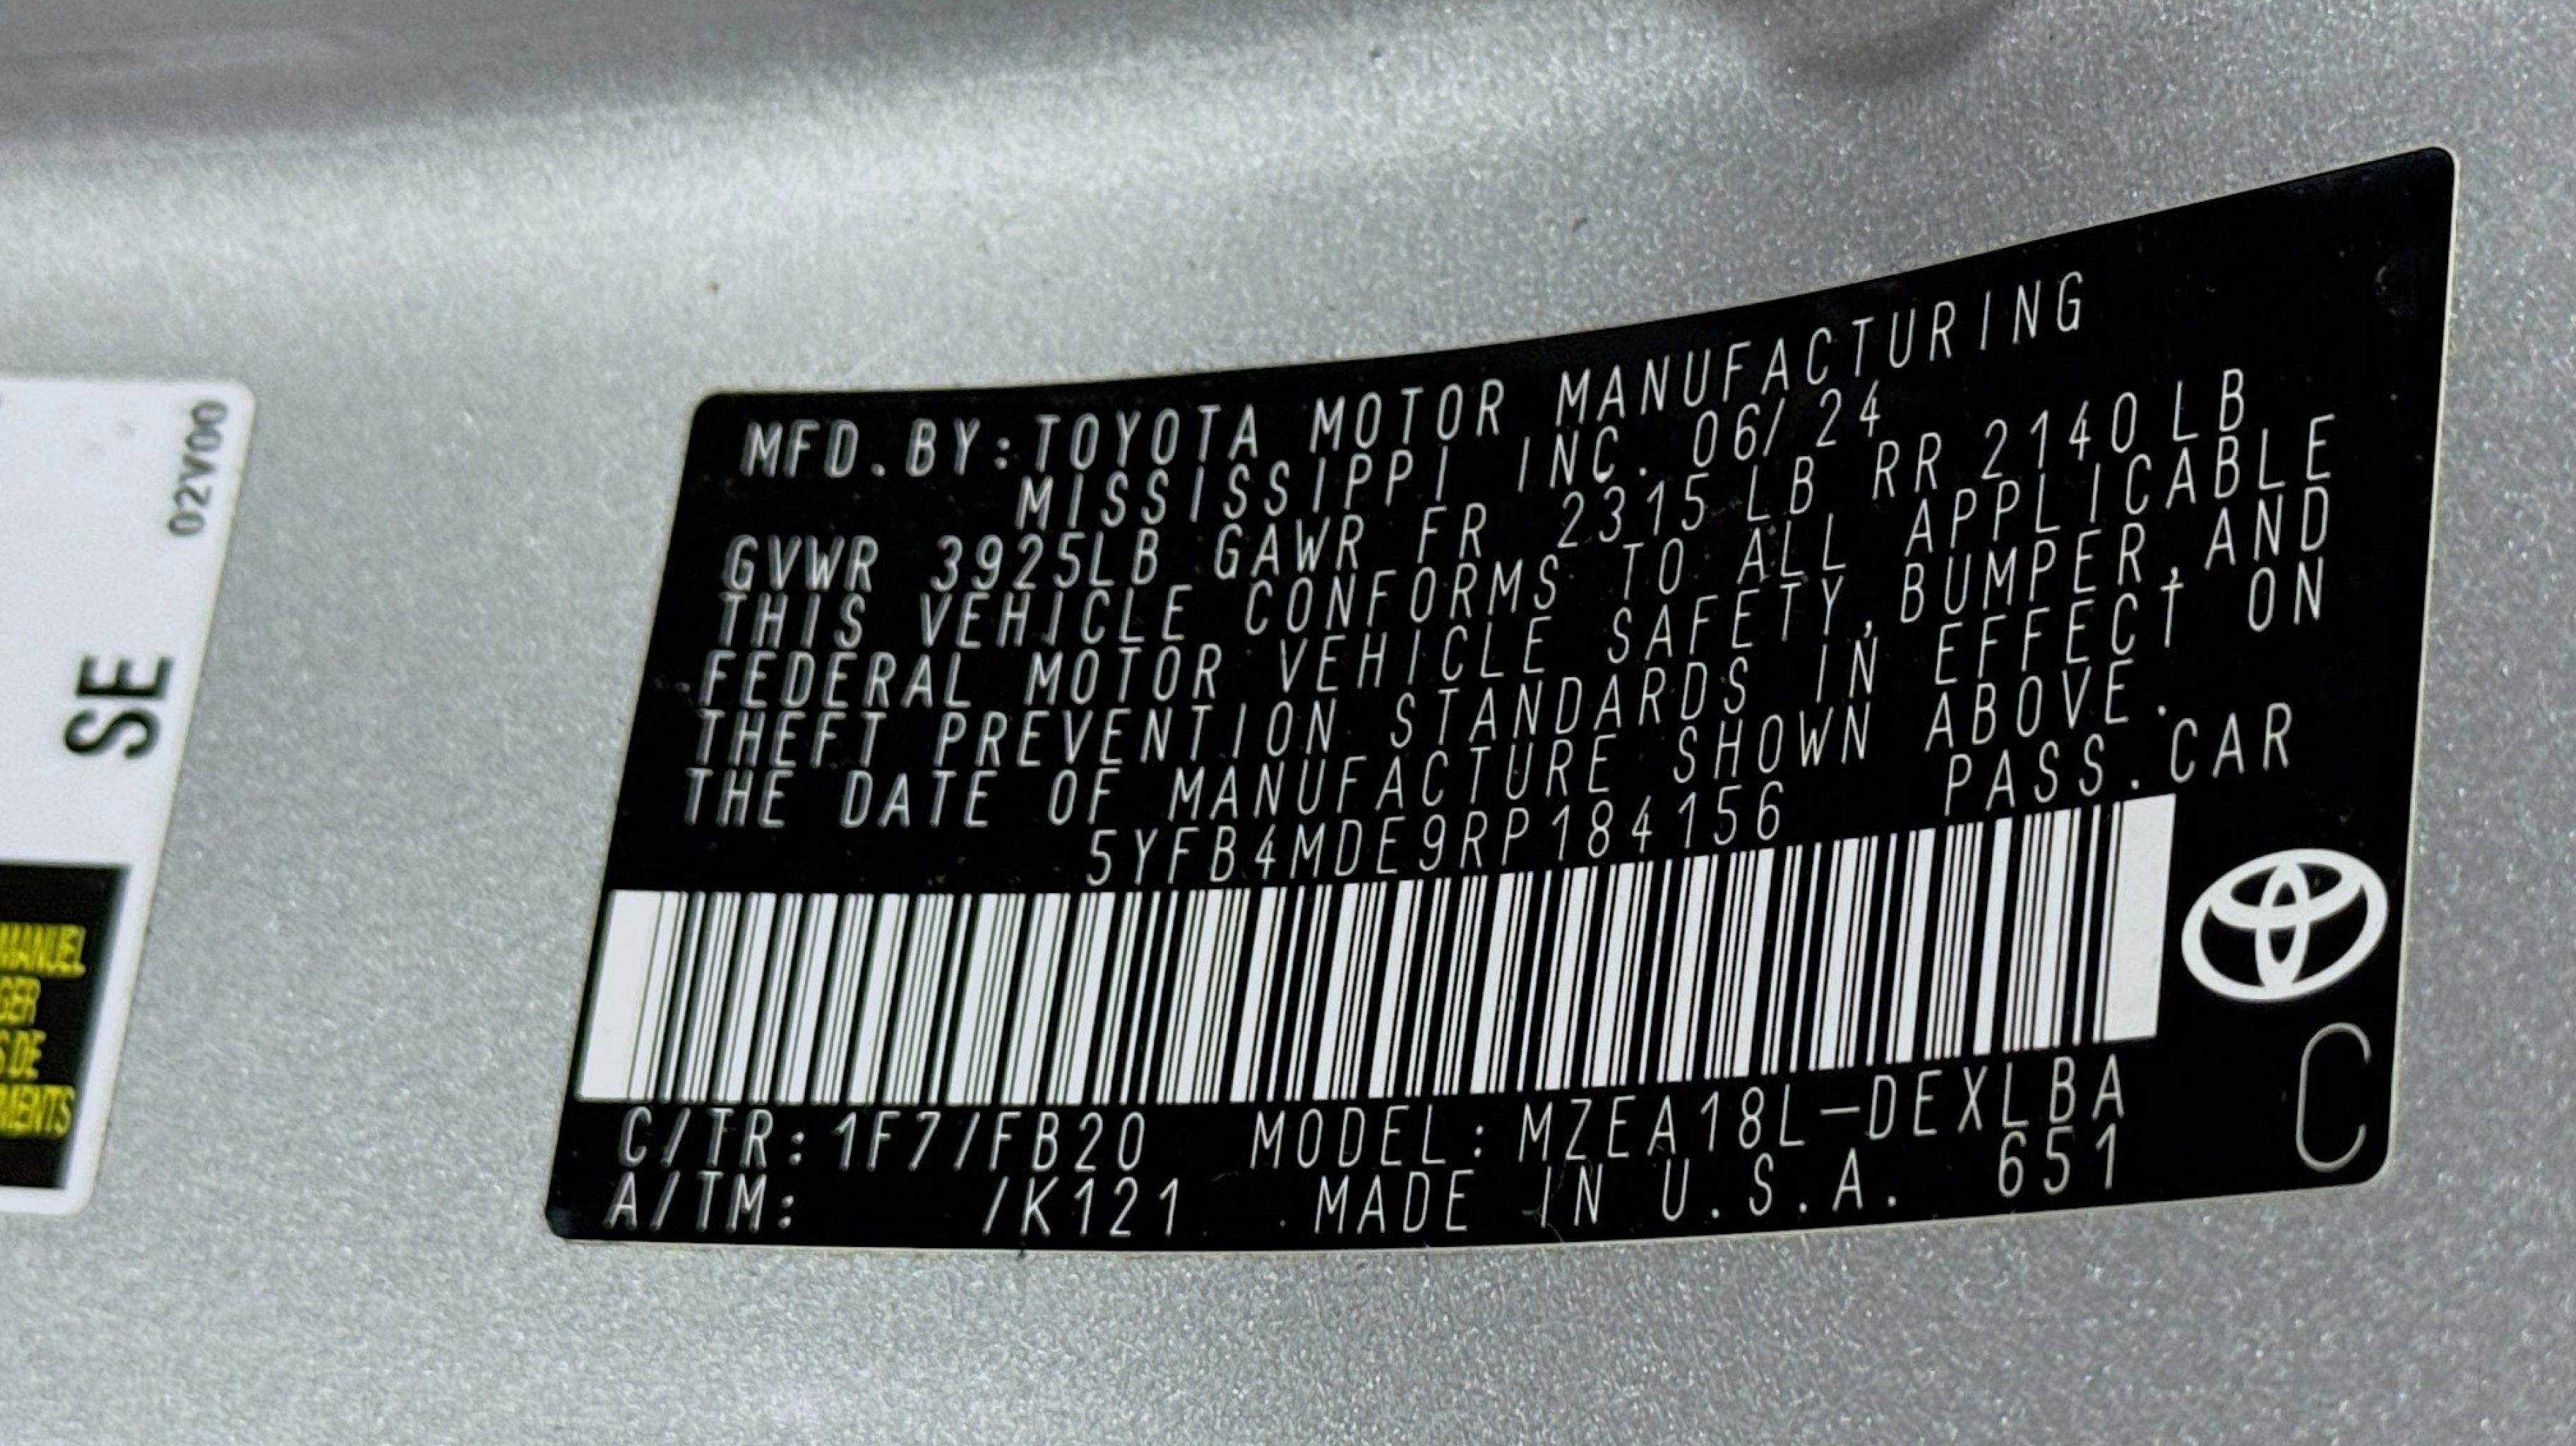 02V00
SE
MANUEL
MFD.BY:TOYOTA MOTOR MANUFACTURING
MISSISSIPPI INC. 06/24
GVWR 3925LB GAWR FR 2315 LB RR 2140LB
THIS VEHICLE CONFORMS TO ALL APPLICABLE
FEDERAL MOTOR VEHICLE SAFETY,BUMPER,AND
THEFT PREVENTION STANDARDS IN EFFECT ON
THE DATE OF MANUFACTURE SHOWN ABOVE.
5YFB4MDE9RP184156 PASS.CAR
C/TR:1F7/FB20 MODEL:MZEA18L-DEXLBA
A/TM: /K121 MADE IN U.S.A. 651
C